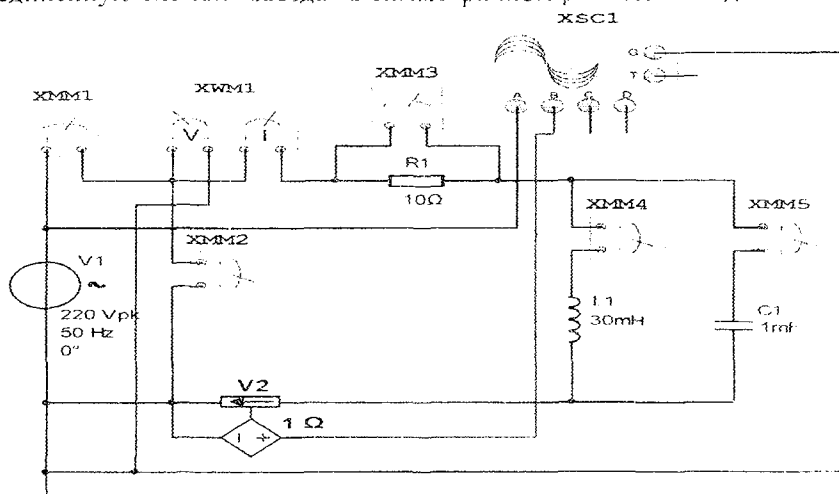 XSC1
G
T
XMM1
XWM1
XMM3
A
B
C
D
V
I
R1
10Ω
XMM2
XMM4
XMM5
V1
~
220 Vpk
50 Hz
0°
L1
30mH
C1
1mF
V2
1 Ω
- +